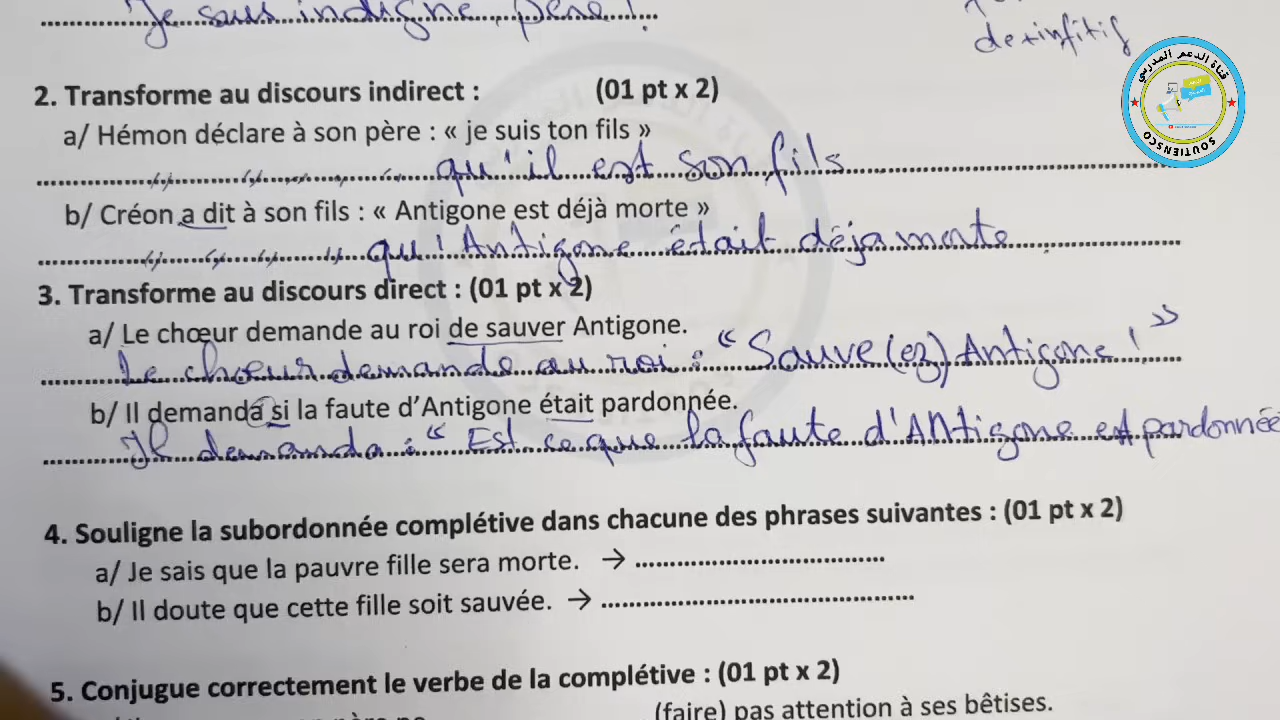 Je suis indigne, père !
dexinfitif
2. Transforme au discours indirect : (01 pt x 2)
a/ Hémon déclare à son père : « je suis ton fils »
qu'il est son fils
b/ Créon a dit à son fils : « Antigone est déjà morte »
qu'Antigone était déja morte
3. Transforme au discours direct : (01 pt x 2)
a/ Le chœur demande au roi de sauver Antigone.
Le chœur demande au roi : « Sauve(ez) Antigone ! »
b/ Il demanda si la faute d'Antigone était pardonnée.
Il demanda : « Est ce que la faute d'Antigone est pardonnée
4. Souligne la subordonnée complétive dans chacune des phrases suivantes : (01 pt x 2)
a/ Je sais que la pauvre fille sera morte. →
b/ Il doute que cette fille soit sauvée. →
5. Conjugue correctement le verbe de la complétive : (01 pt x 2)
(faire) pas attention à ses bêtises.
قناة الدعم المدرسي
SOUTIENSCO